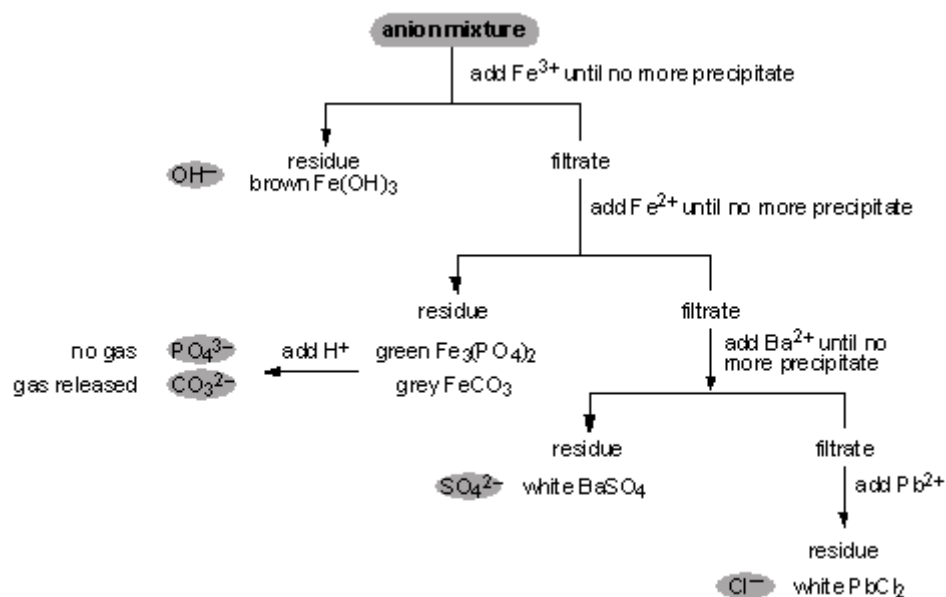 anion mixture
add Fe³⁺ until no more precipitate
OH⁻
residue
brown Fe(OH)₃
filtrate
add Fe²⁺ until no more precipitate
residue
filtrate
no gas
PO₄³⁻
add H⁺
green Fe₃(PO₄)₂
add Ba²⁺ until no
more precipitate
gas released
CO₃²⁻
grey FeCO₃
residue
filtrate
SO₄²⁻
white BaSO₄
add Pb²⁺
residue
Cl⁻
white PbCl₂